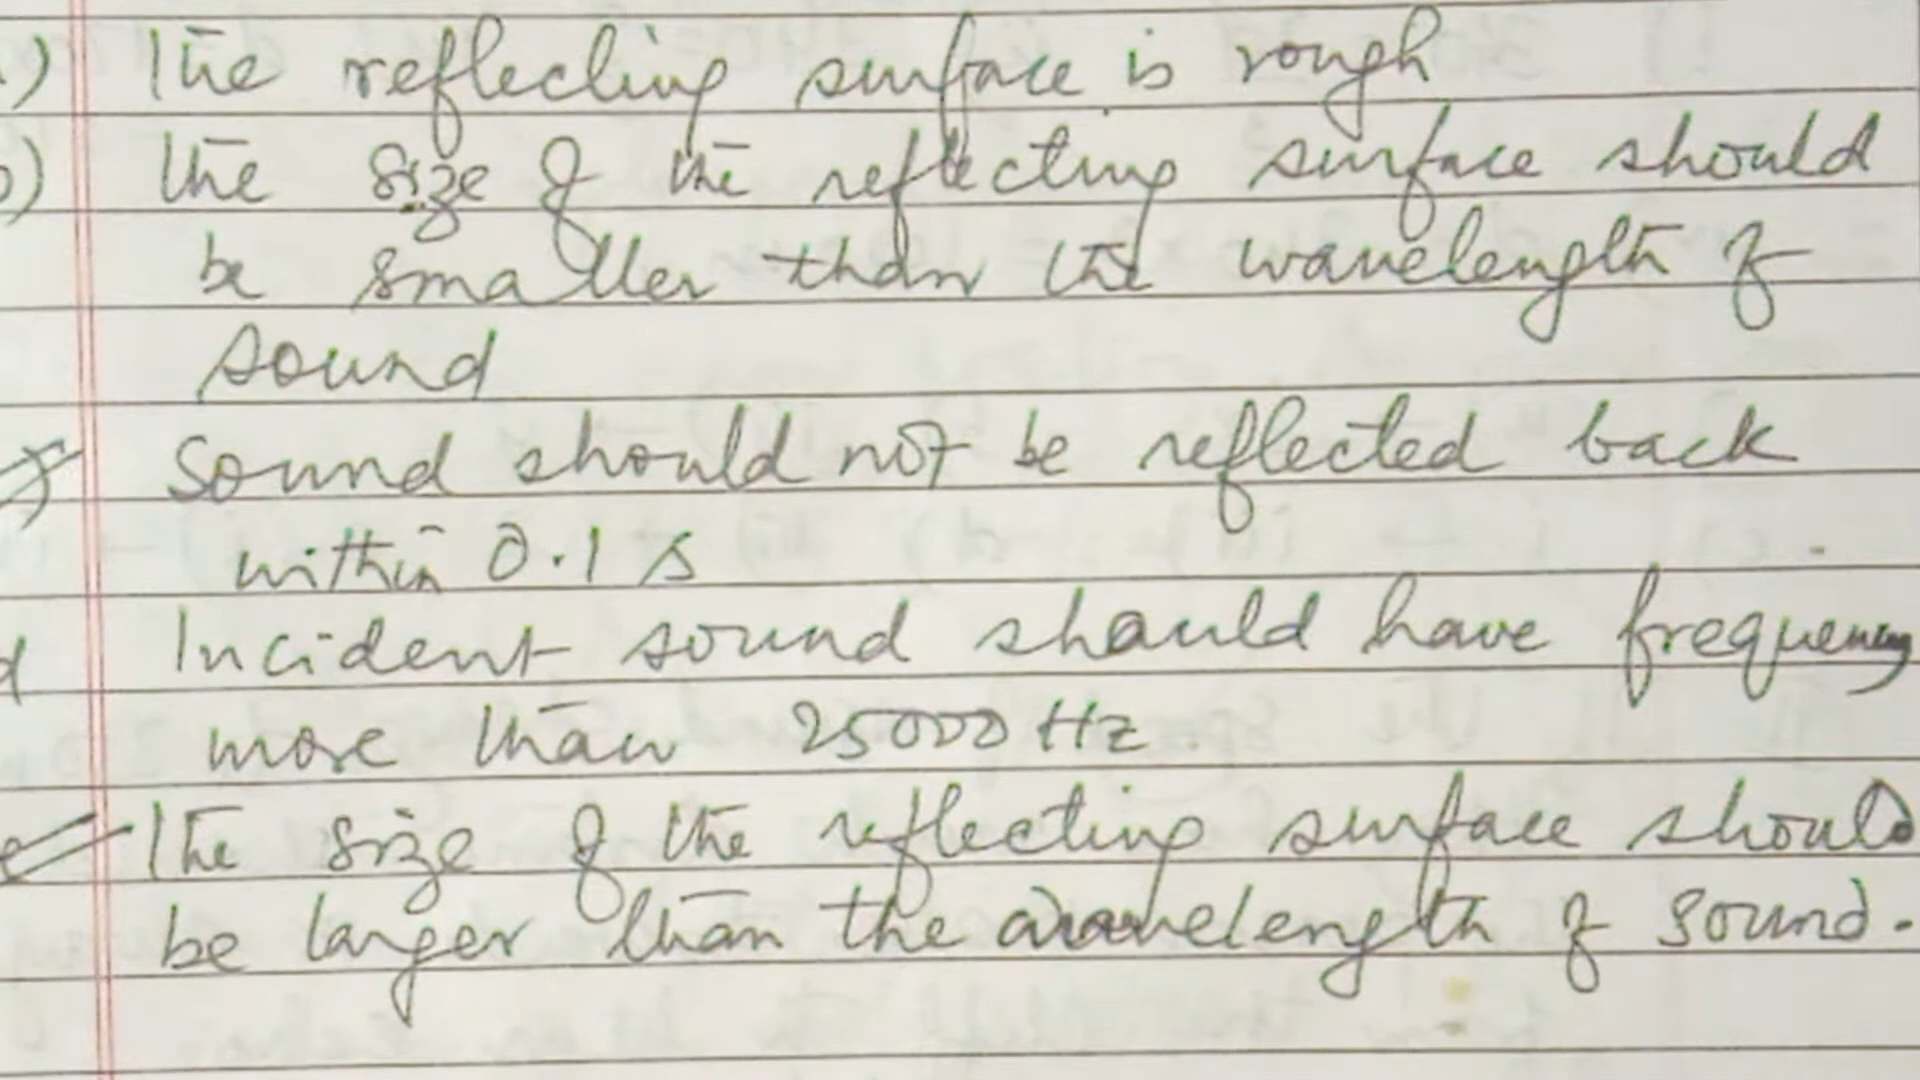 ) The reflecting surface is rough
b) The size of the reflecting surface should
be smaller than the wavelength of
sound
Sound should not be reflected back
within 0.1 s
d Incident sound should have frequency
more than 25000 Hz.
e The size of the reflecting surface should
be larger than the wavelength of sound.